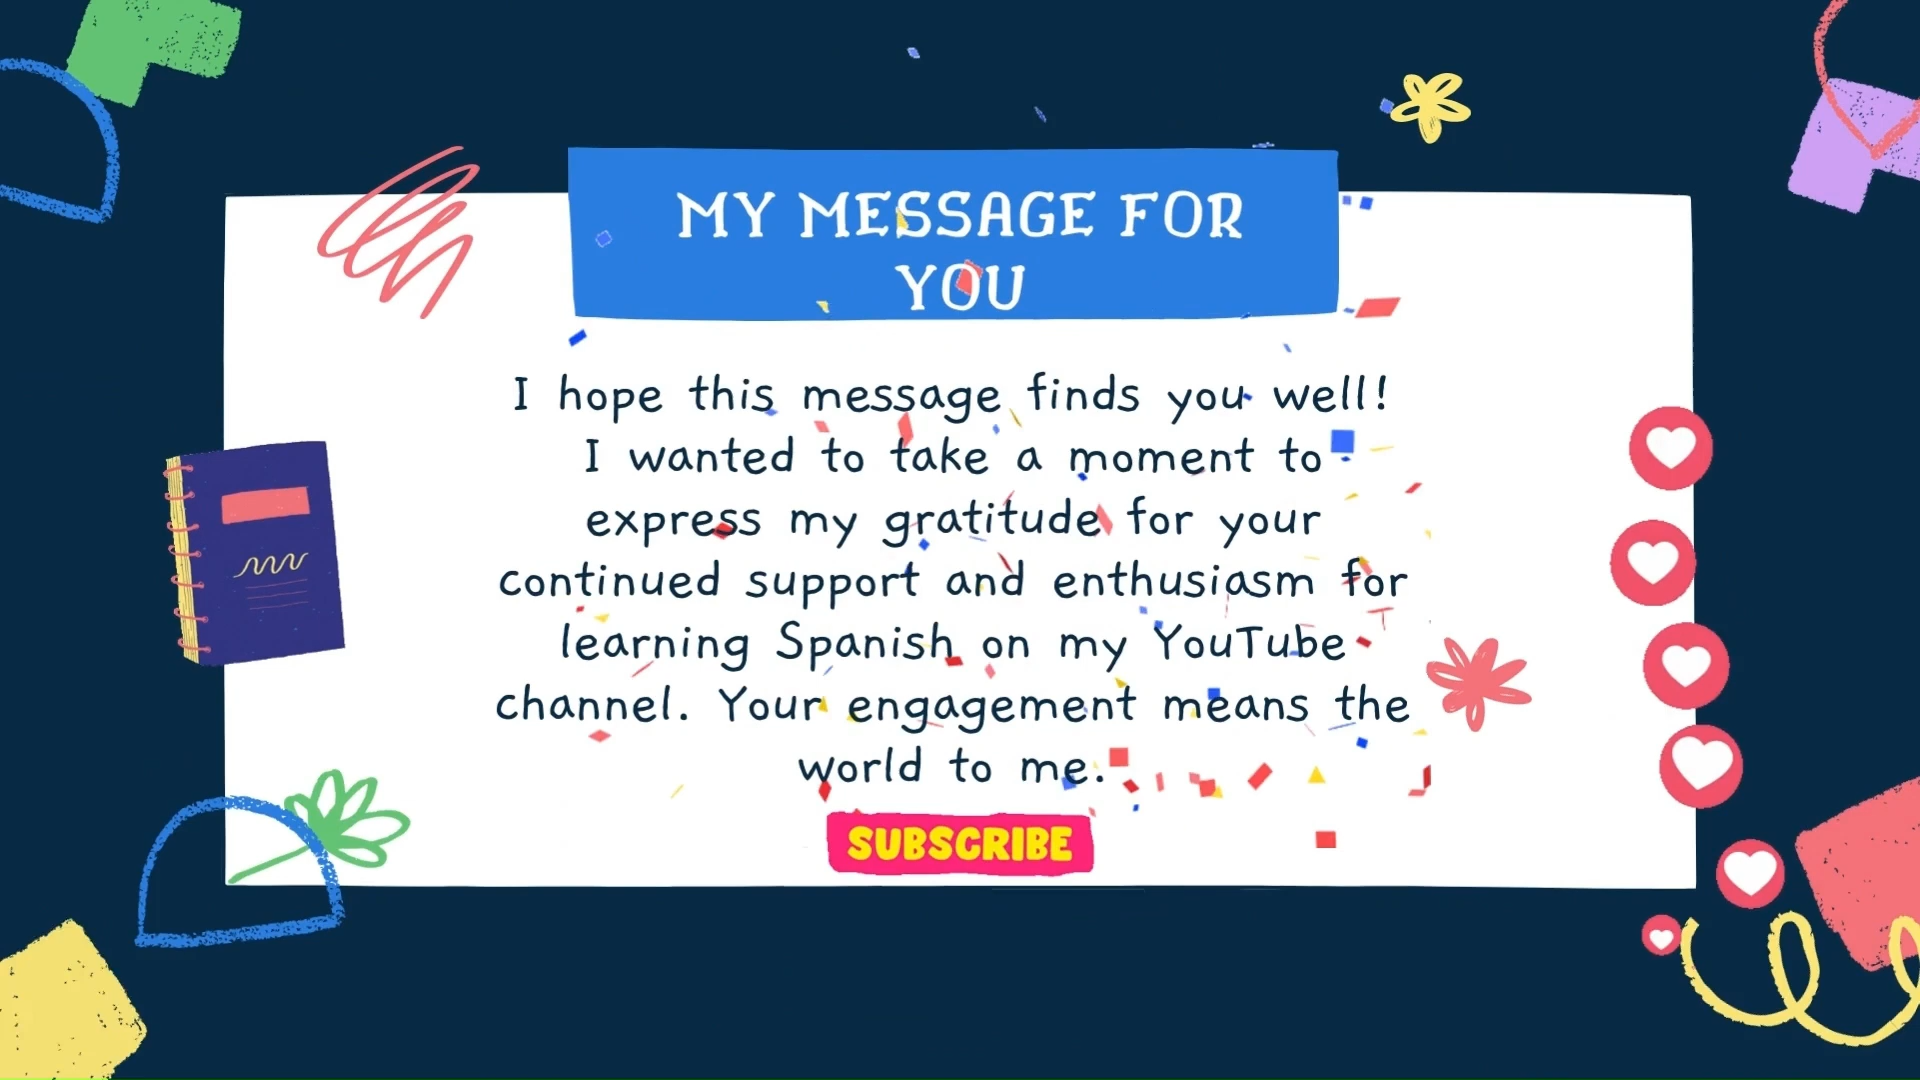 MY MESSAGE FOR
YOU
I hope this message finds you well!
I wanted to take a moment to
express my gratitude for your
continued support and enthusiasm for
learning Spanish on my YouTube
channel. Your engagement means the
world to me.
SUBSCRIBE